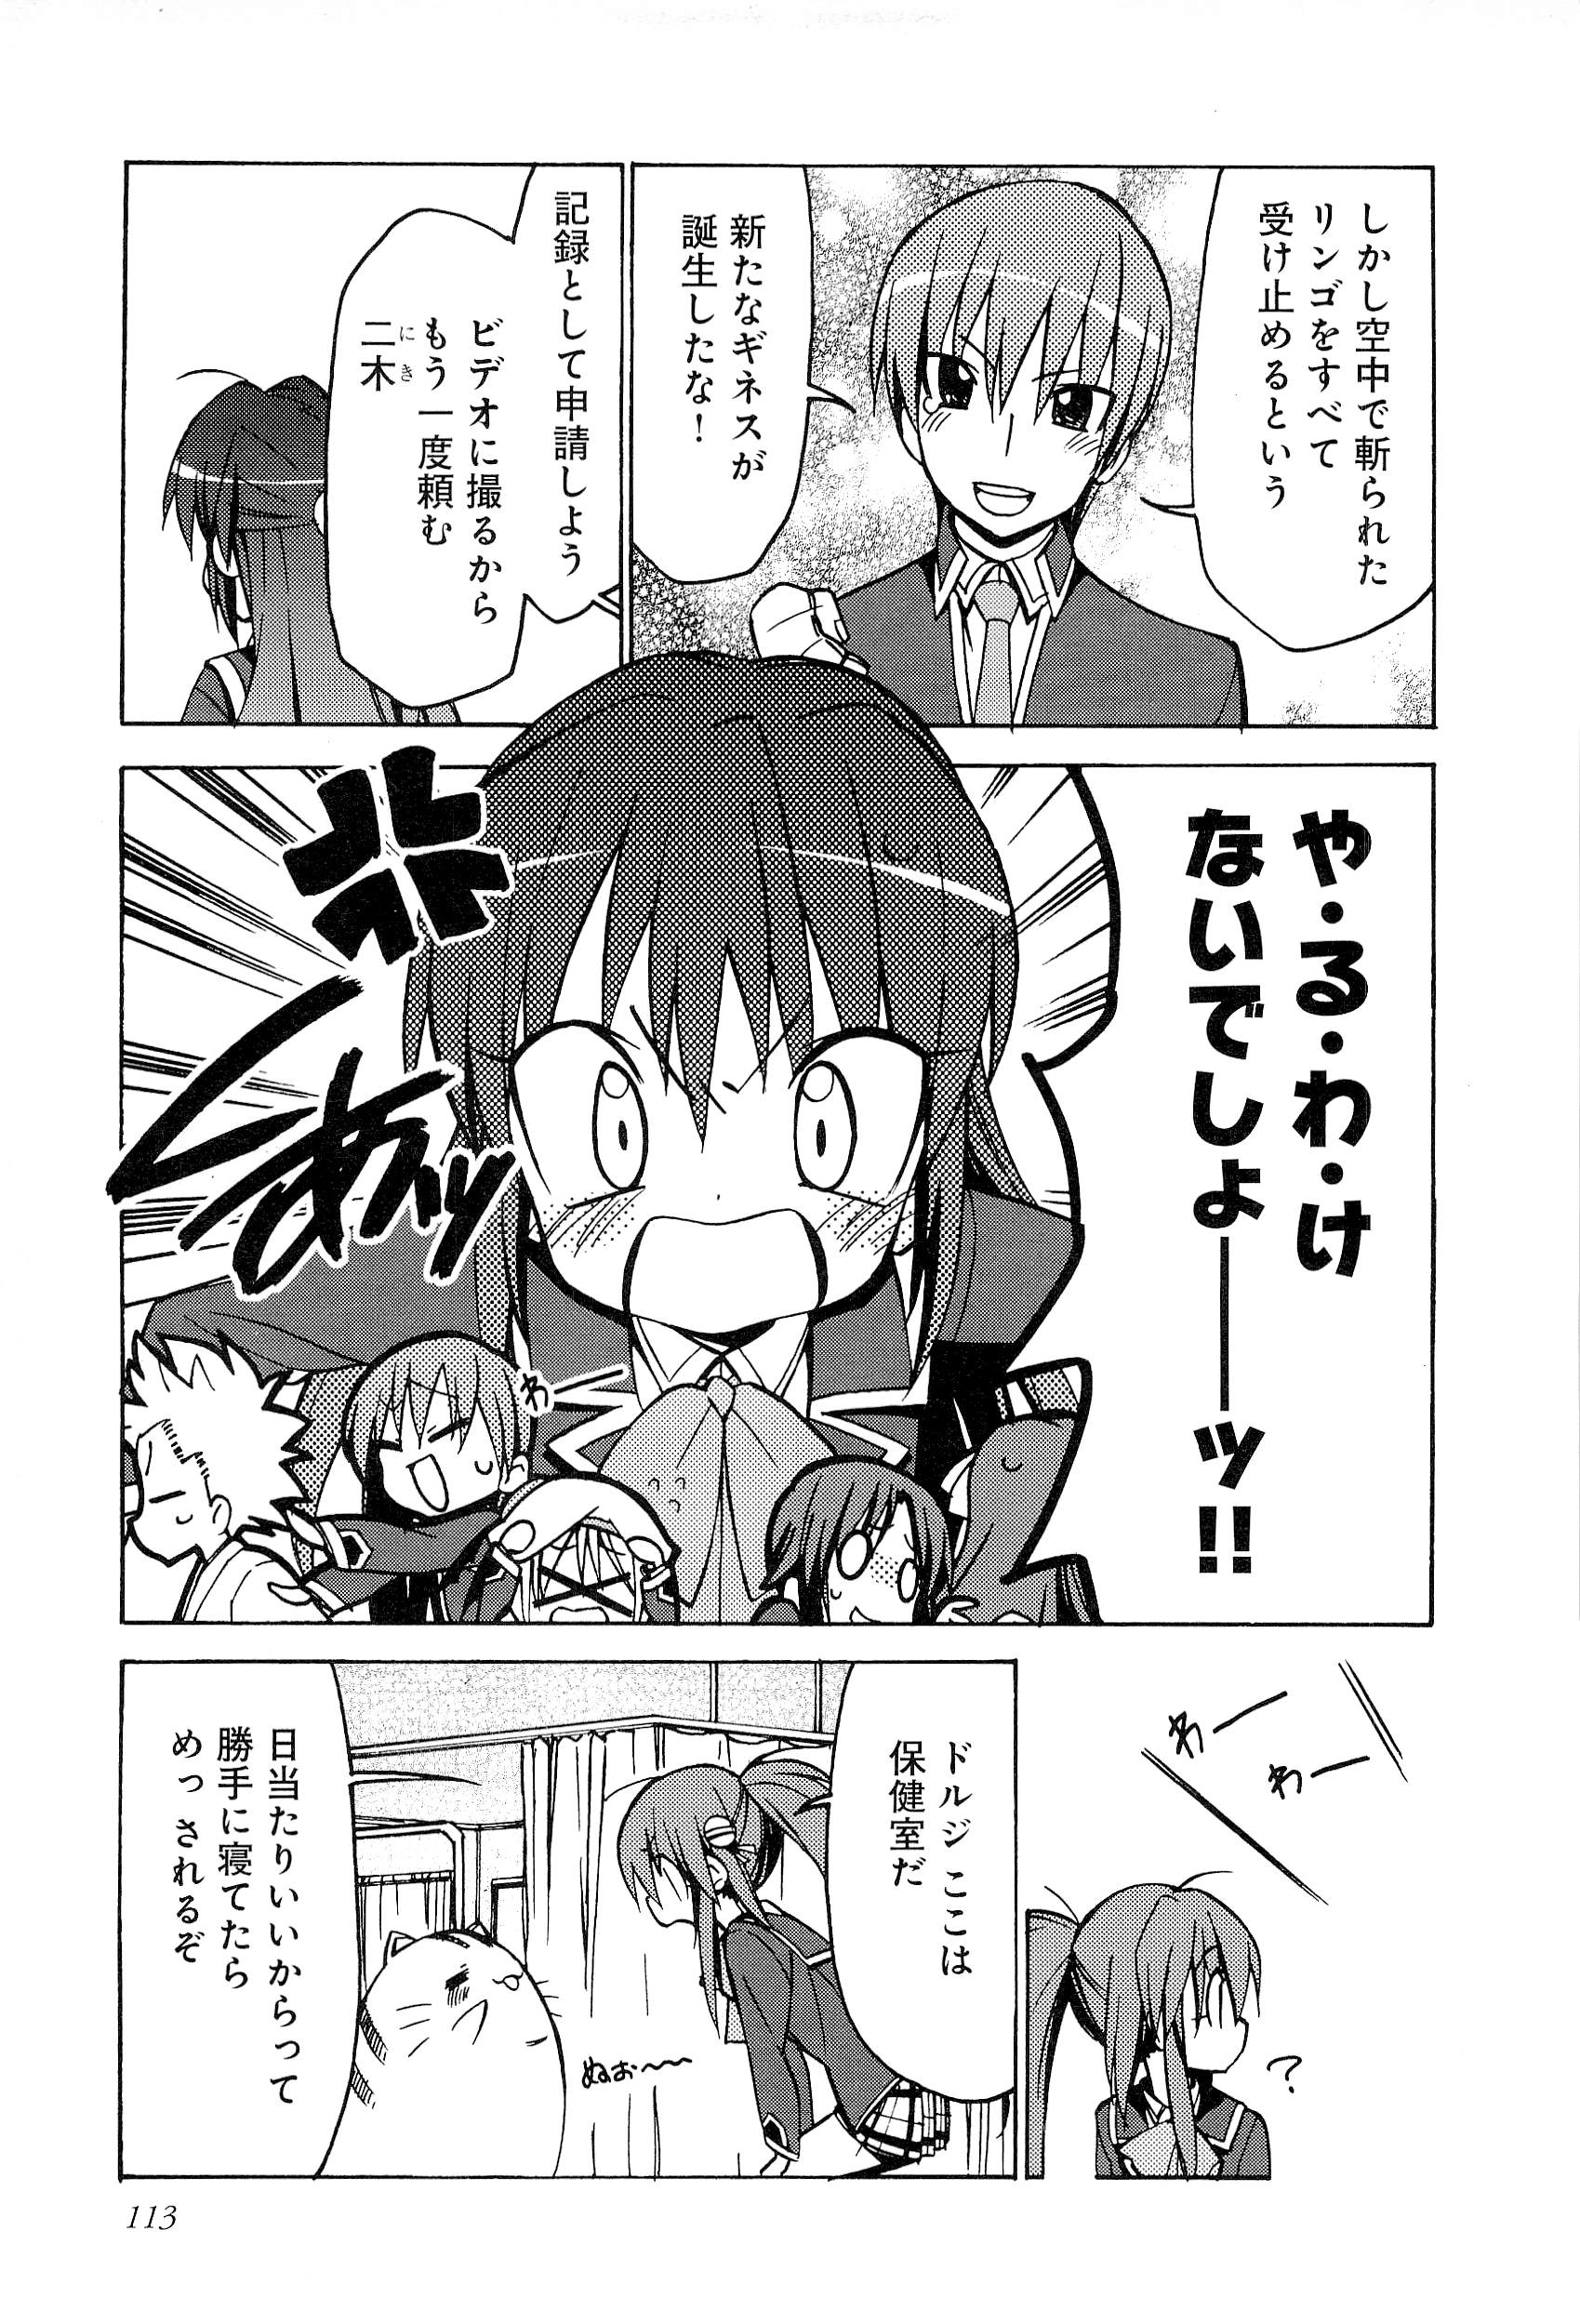 しかし空中で斬られた
リンゴをすべて
受け止めるという
新たなギネスが
誕生したな！
記録として申請しよう
ビデオに撮るから
もう一度頼む
二木
にき
や・る・わ・け
ないでしょーーッ!!
くあッ
わー
わー
わー
?
ドルジ ここは
保健室だ
ぬぉ〜〜
日当たりいいからって
勝手に寝てたら
めっ されるぞ
113